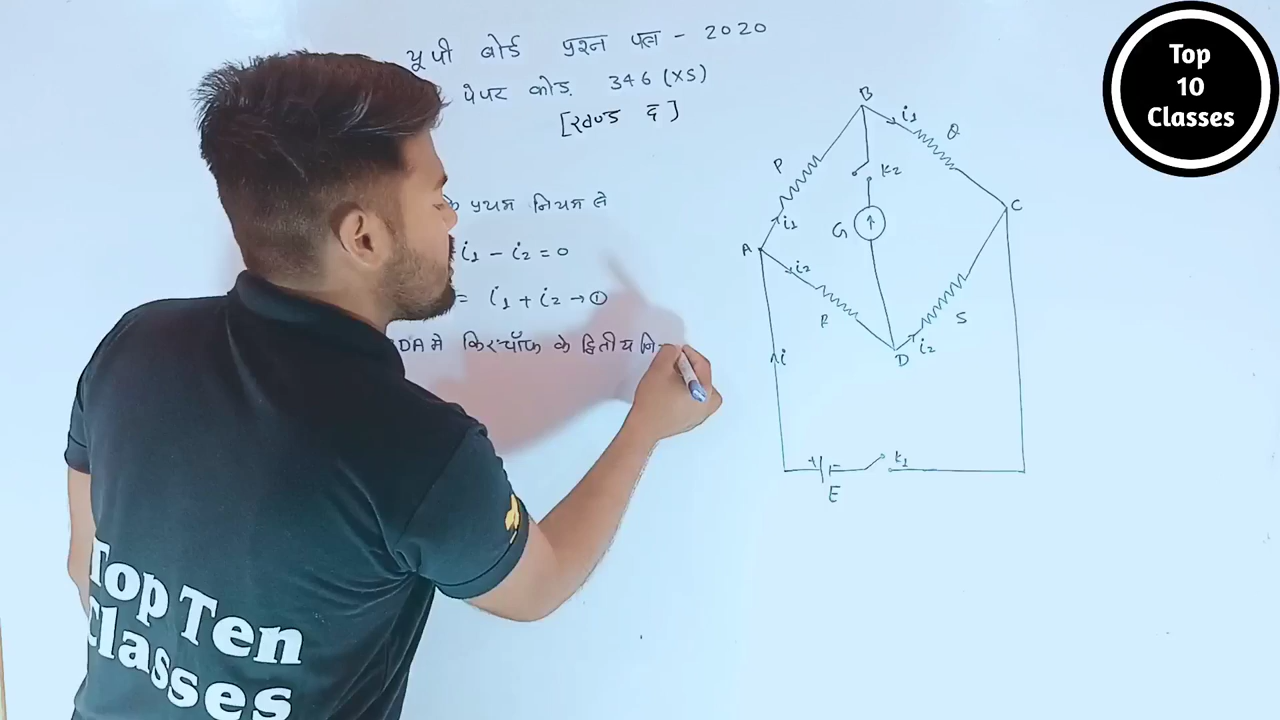 यू पी बोर्ड प्रश्न पत्र - 2020
पेपर कोड. 346 (XS)
[खण्ड द]
के प्रथम नियम से
i1 - i2 = 0
= i1 + i2 → ①
BDA में किरचॉफ के द्वितीय नि
B
i1
Q
P
K2
G
i1
C
A
i2
R
S
D
i2
i
+ -
K1
E
Top
10
Classes
Top Ten
Classes